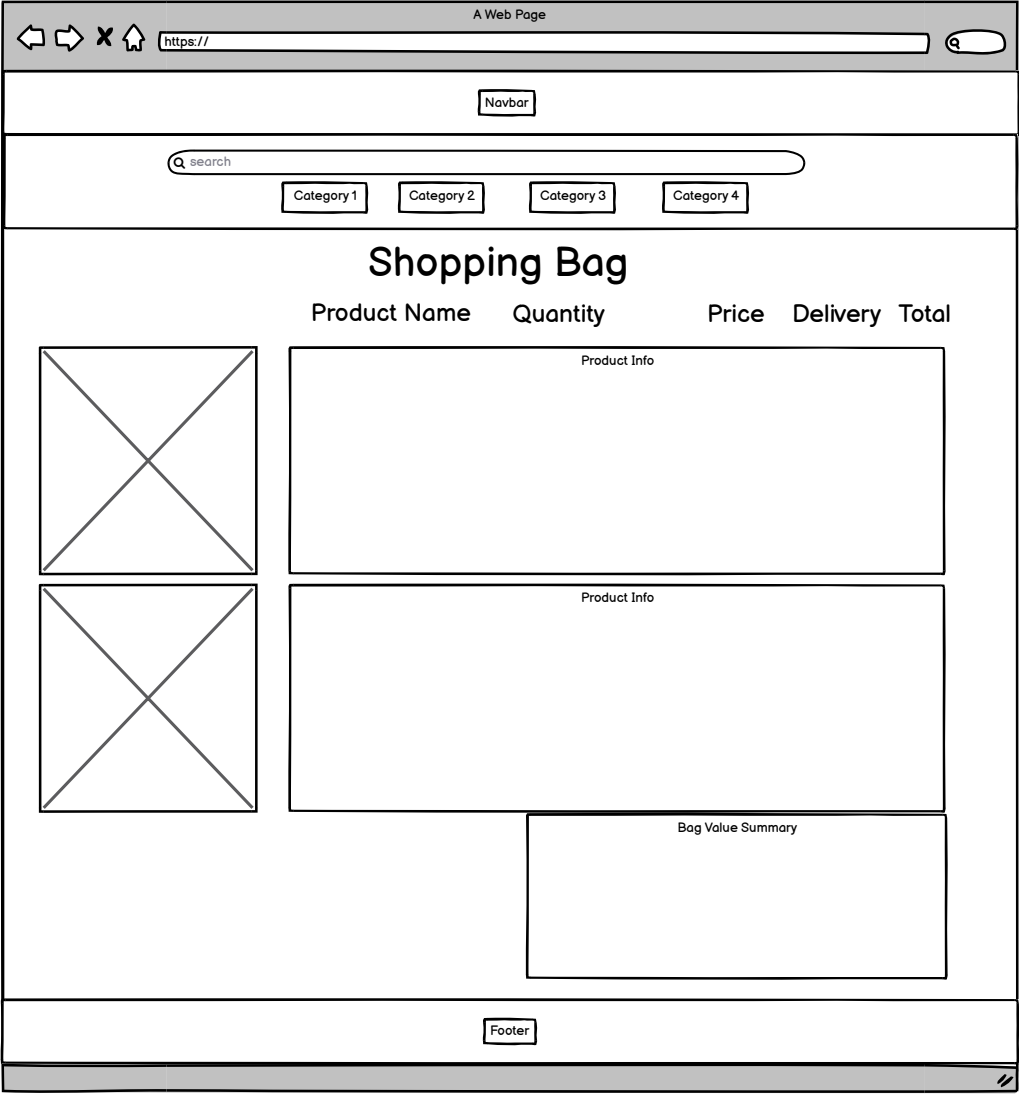 A Web Page
https://
Navbar
search
Category 1 Category 2 Category 3 Category 4
Shopping Bag
Product Name Quantity Price Delivery Total
Product Info
Product Info
Bag Value Summary
Footer